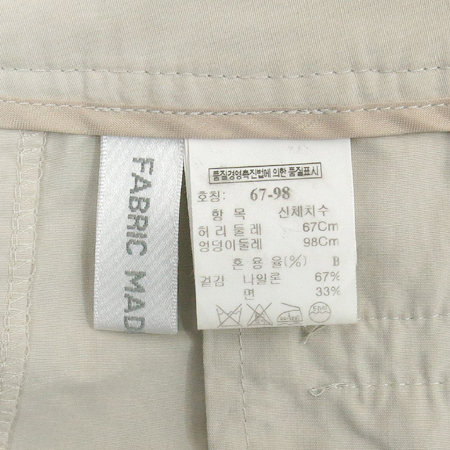 FABRIC MAD
품질경영촉진법에 의한 품질표시
호칭: 67-98
항 목 신체치수
허리둘레 67Cm
엉덩이둘레 98Cm
혼용율(%) B
겉감 나일론 67%
면 33%